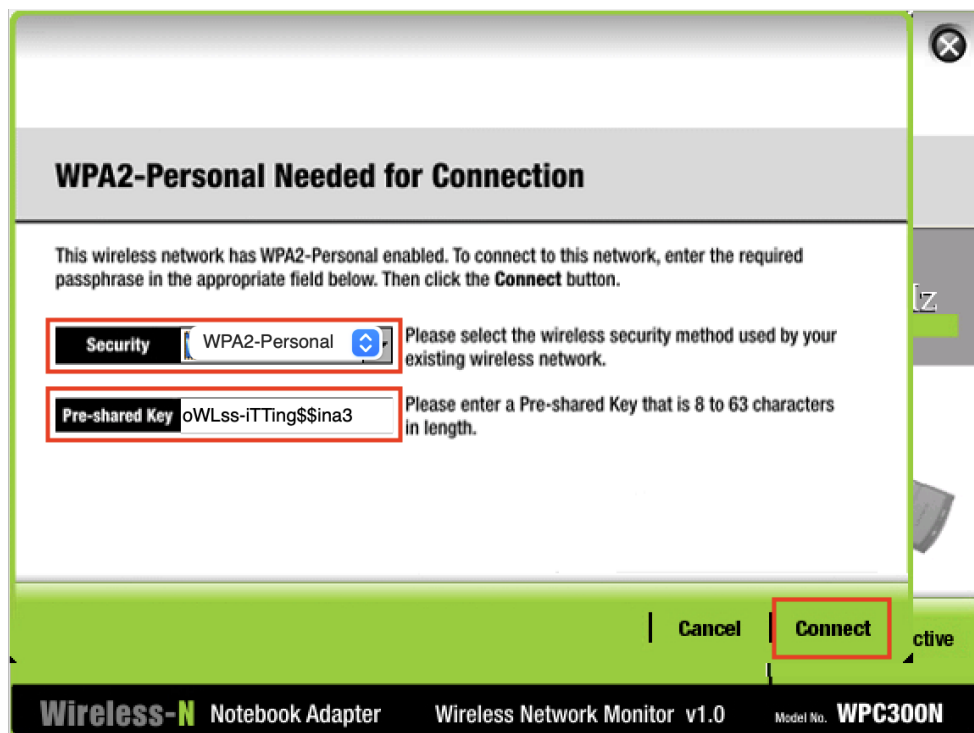 WPA2-Personal Needed for Connection
This wireless network has WPA2-Personal enabled. To connect to this network, enter the required
passphrase in the appropriate field below. Then click the Connect button.
Security WPA2-Personal Please select the wireless security method used by your
existing wireless network.
Pre-shared Key oWLss-iTTing$$ina3 Please enter a Pre-shared Key that is 8 to 63 characters
in length.
Cancel Connect
ctive
Wireless-N Notebook Adapter Wireless Network Monitor v1.0 Model No. WPC300N